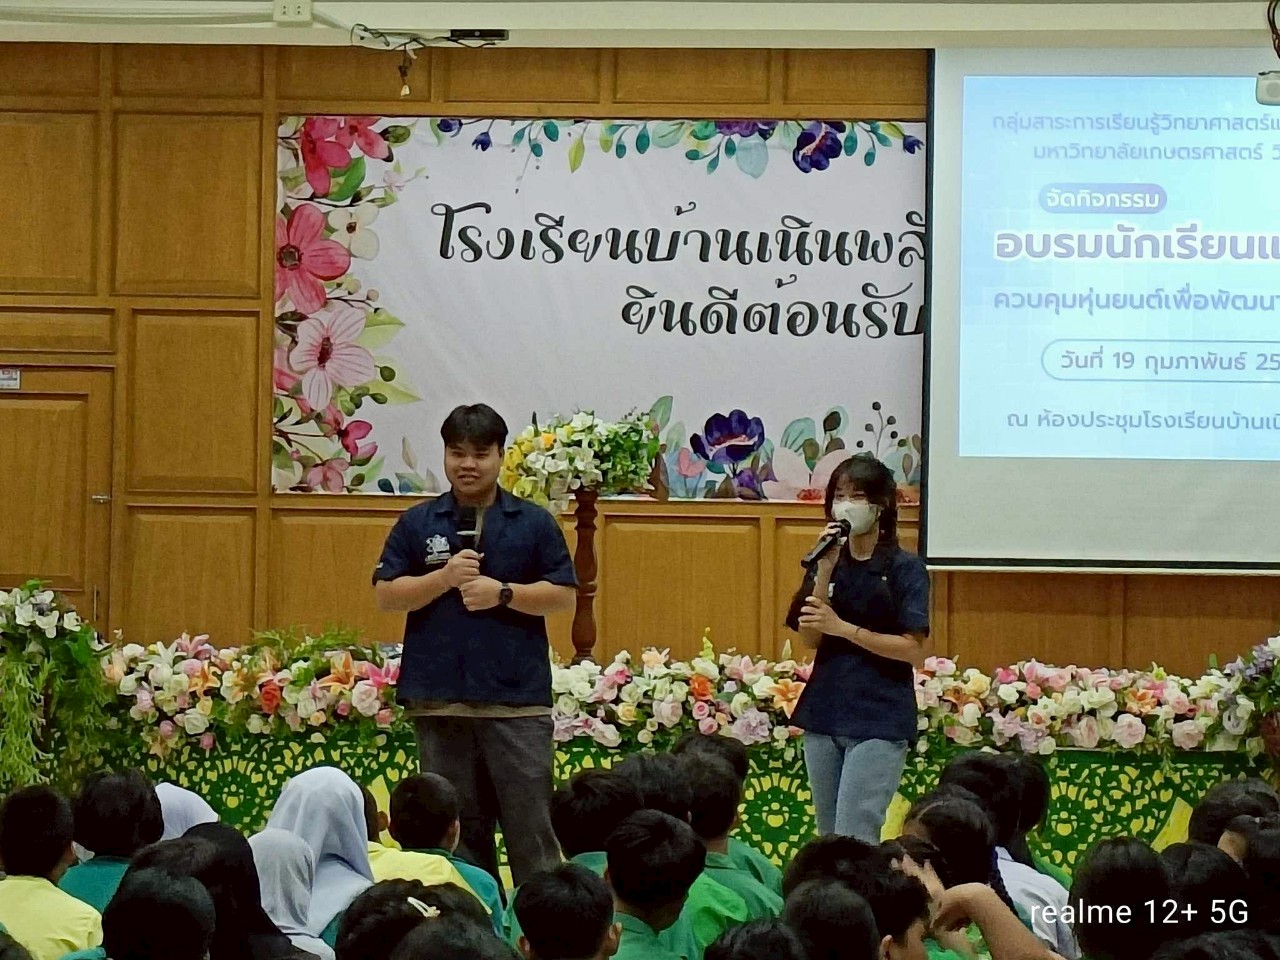 โรงเรียนบ้านเนินพลั
ยินดีต้อนรับ
กลุ่มสาระการเรียนรู้วิทยาศาสตร์แ
มหาวิทยาลัยเกษตรศาสตร์ วิ
จัดกิจกรรม
อบรมนักเรียนแ
ควบคุมหุ่นยนต์เพื่อพัฒนา
วันที่ 19 กุมภาพันธ์ 25
ณ ห้องประชุมโรงเรียนบ้านเนิ
realme 12+ 5G